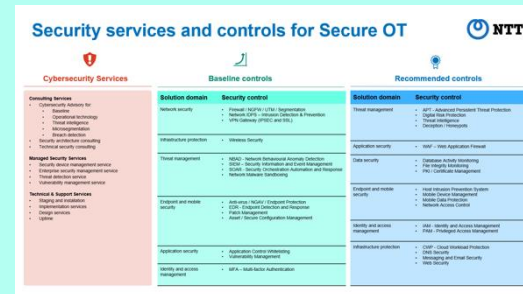 Security services and controls for Secure OT
NTT
Cybersecurity Services
Consulting Services
• Cybersecurity Advisory for
• Baseline
• Operational technology
• Threat intelligence
• Microsegmentation
• Breach detection
• Security architecture consulting
• Technical security consulting
Managed Security Services
• Security device management service
• Enterprise security management service
• Threat detection service
• Vulnerability management service
Technical & Support Services
• Staging and installation
• Implementation services
• Design services
• Uptime
Baseline controls
Solution domain Security control
Network security
• Firewall / NGFW / UTM / Segmentation
• Network IDPS – Intrusion Detection & Prevention
• VPN Gateway (IPSEC and SSL)
Infrastructure protection
• Wireless Security
Threat management
• NBAD - Network Behavioural Anomaly Detection
• SIEM – Security Information and Event Management
• SOAR - Security Orchestration Automation and Response
• Network Malware Sandboxing
Endpoint and mobile
security
• Anti-virus / NGAV / Endpoint Protection
• EDR - Endpoint Detection and Response
• Patch Management
• Asset / Secure Configuration Management
Application security
• Application Control Whitelisting
• Vulnerability Management
Identity and access
management
• MFA – Multi-factor Authentication
Recommended controls
Solution domain Security control
Threat management
• APT - Advanced Persistent Threat Protection
• Digital Risk Protection
• Threat Intelligence
• Deception / Honeypots
Application security
• WAF – Web Application Firewall
Data security
• Database Activity Monitoring
• File Integrity Monitoring
• PKI / Certificate Management
Endpoint and mobile
security
• Host Intrusion Prevention System
• Mobile Device Management
• Mobile Data Protection
• Network Access Control
Identity and access
management
• IAM - Identity and Access Management
• PAM - Privileged Access Management
Infrastructure protection
• CWP - Cloud Workload Protection
• DNS Security
• Messaging and Email Security
• Web Security